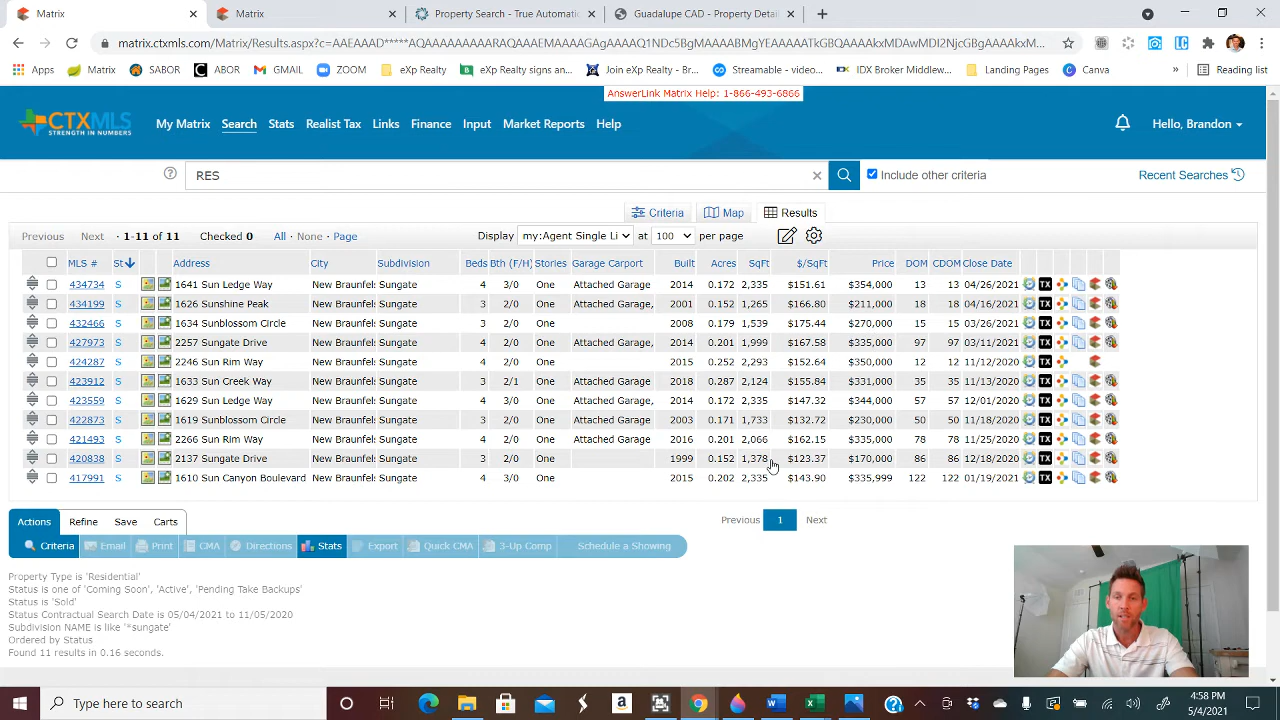 Matrix
Matrix
Property Search - True Automatio
Guadalupe CAD - Property Detai
matrix.ctxmls.com/Matrix/Results.aspx?c=
Apps Matrix SABOR ABOR GMAIL ZOOM eXp Realty eXp Realty signs an... Join eXp Realty - Br... Streamalot - video... IDX Broker Middlew... Landing Pages Canva » Reading list
AnswerLink Matrix Help: 1-866-493-6866
CTXMLS
STRENGTH IN NUMBERS
My Matrix Search Stats Realist Tax Links Finance Input Market Reports Help Hello, Brandon
RES Include other criteria Recent Searches
Criteria Map Results
Previous Next · 1-11 of 11 Checked 0 All · None · Page Display my:Agent Single Li at 100 per page
MLS # St Address City Subdivision Beds Bth (F/H) Stories Garage Carport Built Acres SqFt $/SqFt Price DOM CDOM Close Date
434734 S 1641 Sun Ledge Way New Braunfel: Sungate 4 3/0 One Attached Garage 2014 0.172 2,335 $151.61 $354,000 13 13 04/26/2021
434199 S 1626 Sunshine Peak New Braunfel: Sungate 3 2/0 One Attached Garage, 2001 0.152 1,265 $166.80 $211,000 18 18 04/16/2021
432466 S 1634 Sunblossom Circle New Braunfel: Sungate 3 2/0 One 2008 0.179 1,539 $175.44 $270,000 15 15 03/26/2021
427973 S 2257 Sungate Drive New Braunfel: Sungate 4 2/0 One Attached Garage 2014 0.201 1,999 $167.58 $335,000 97 97 03/11/2021
424287 S 2246 Sun Rim Way New Braunfel: Sungate 4 2/0 One 2015 0.252 2,293 $152.64 $350,000 12 12 11/12/2020
423912 S 1633 Sun Creek Way New Braunfel: Sungate 3 2/1 One Attached Garage 2016 0.287 2,124 $155.84 $331,000 35 35 11/13/2020
423559 S 1629 Sun Ledge Way New Braunfel: Sungate 4 3/0 One Attached Garage, 2014 0.172 2,335 $147.32 $344,000 57 57 12/01/2020
422873 S 1619 Sunblossom Circle New Braunfel: Sungate 3 2/0 One Attached Garage 2003 0.171 1,733 $132.72 $230,000 50 50 11/18/2020
421493 S 2266 Sun Rim Way New Braunfel: Sungate 4 2/0 One Attached Garage 2016 0.201 2,066 $162.15 $335,000 78 78 11/25/2020
420838 S 2137 Sungate Drive New Braunfel: Sungate 3 2/0 One 1999 0.152 1,378 $123.37 $170,000 86 86 12/18/2020
417991 S 1610 Sun Canyon Boulevard New Braunfel: Sungate 4 3/0 One 2015 0.202 2,335 $143.90 $335,999 122 122 01/19/2021
Actions Refine Save Carts Previous 1 Next
Criteria Email Print CMA Directions Stats Export Quick CMA 3-Up Comp Schedule a Showing
Property Type is 'Residential'
Status is one of 'Coming Soon', 'Active', 'Pending Take Backups'
Status is 'Sold'
Status Contractual Search Date is 05/04/2021 to 11/05/2020
Subdivision NAME is like '*sungate'
Ordered by Status
Found 11 results in 0.16 seconds.
Type here to search
4:58 PM
5/4/2021